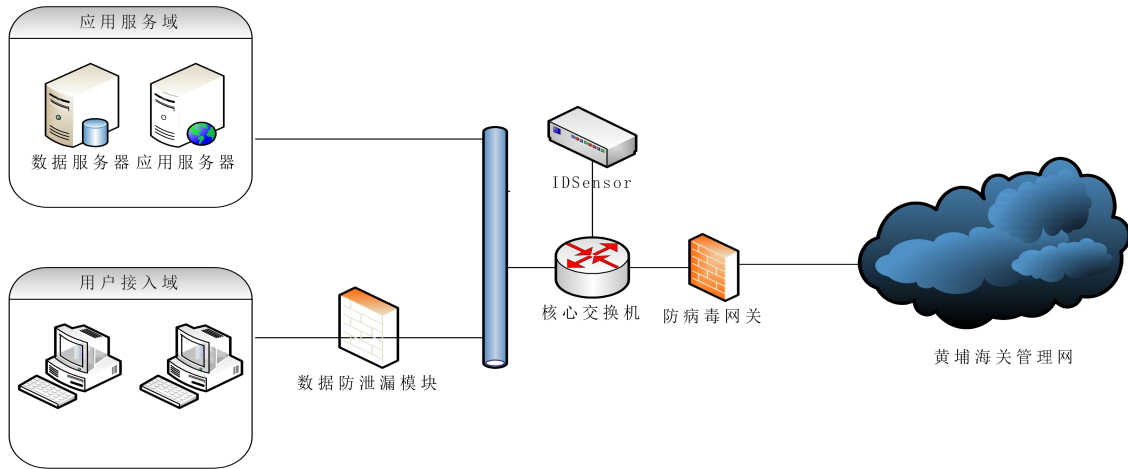 应用服务域
数据服务器
应用服务器
IDSensor
用户接入域
核心交换机
防病毒网关
黄埔海关管理网
数据防泄漏模块